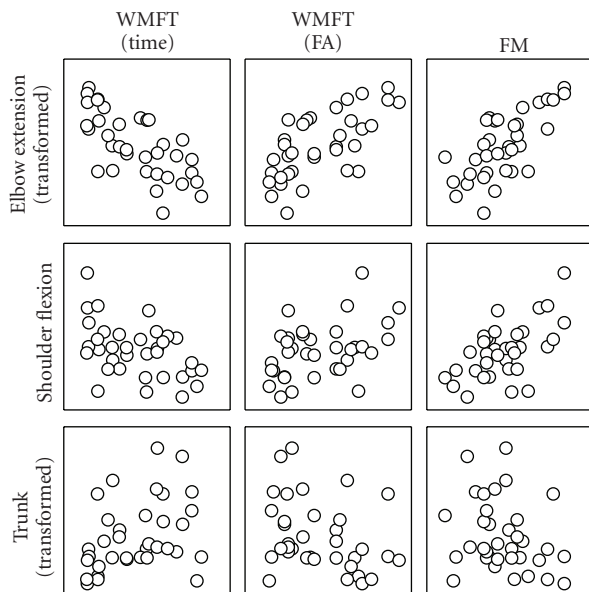 WMFT
(time)
WMFT
(FA)
FM
Elbow extension
(transformed)
Shoulder flexion
Trunk
(transformed)